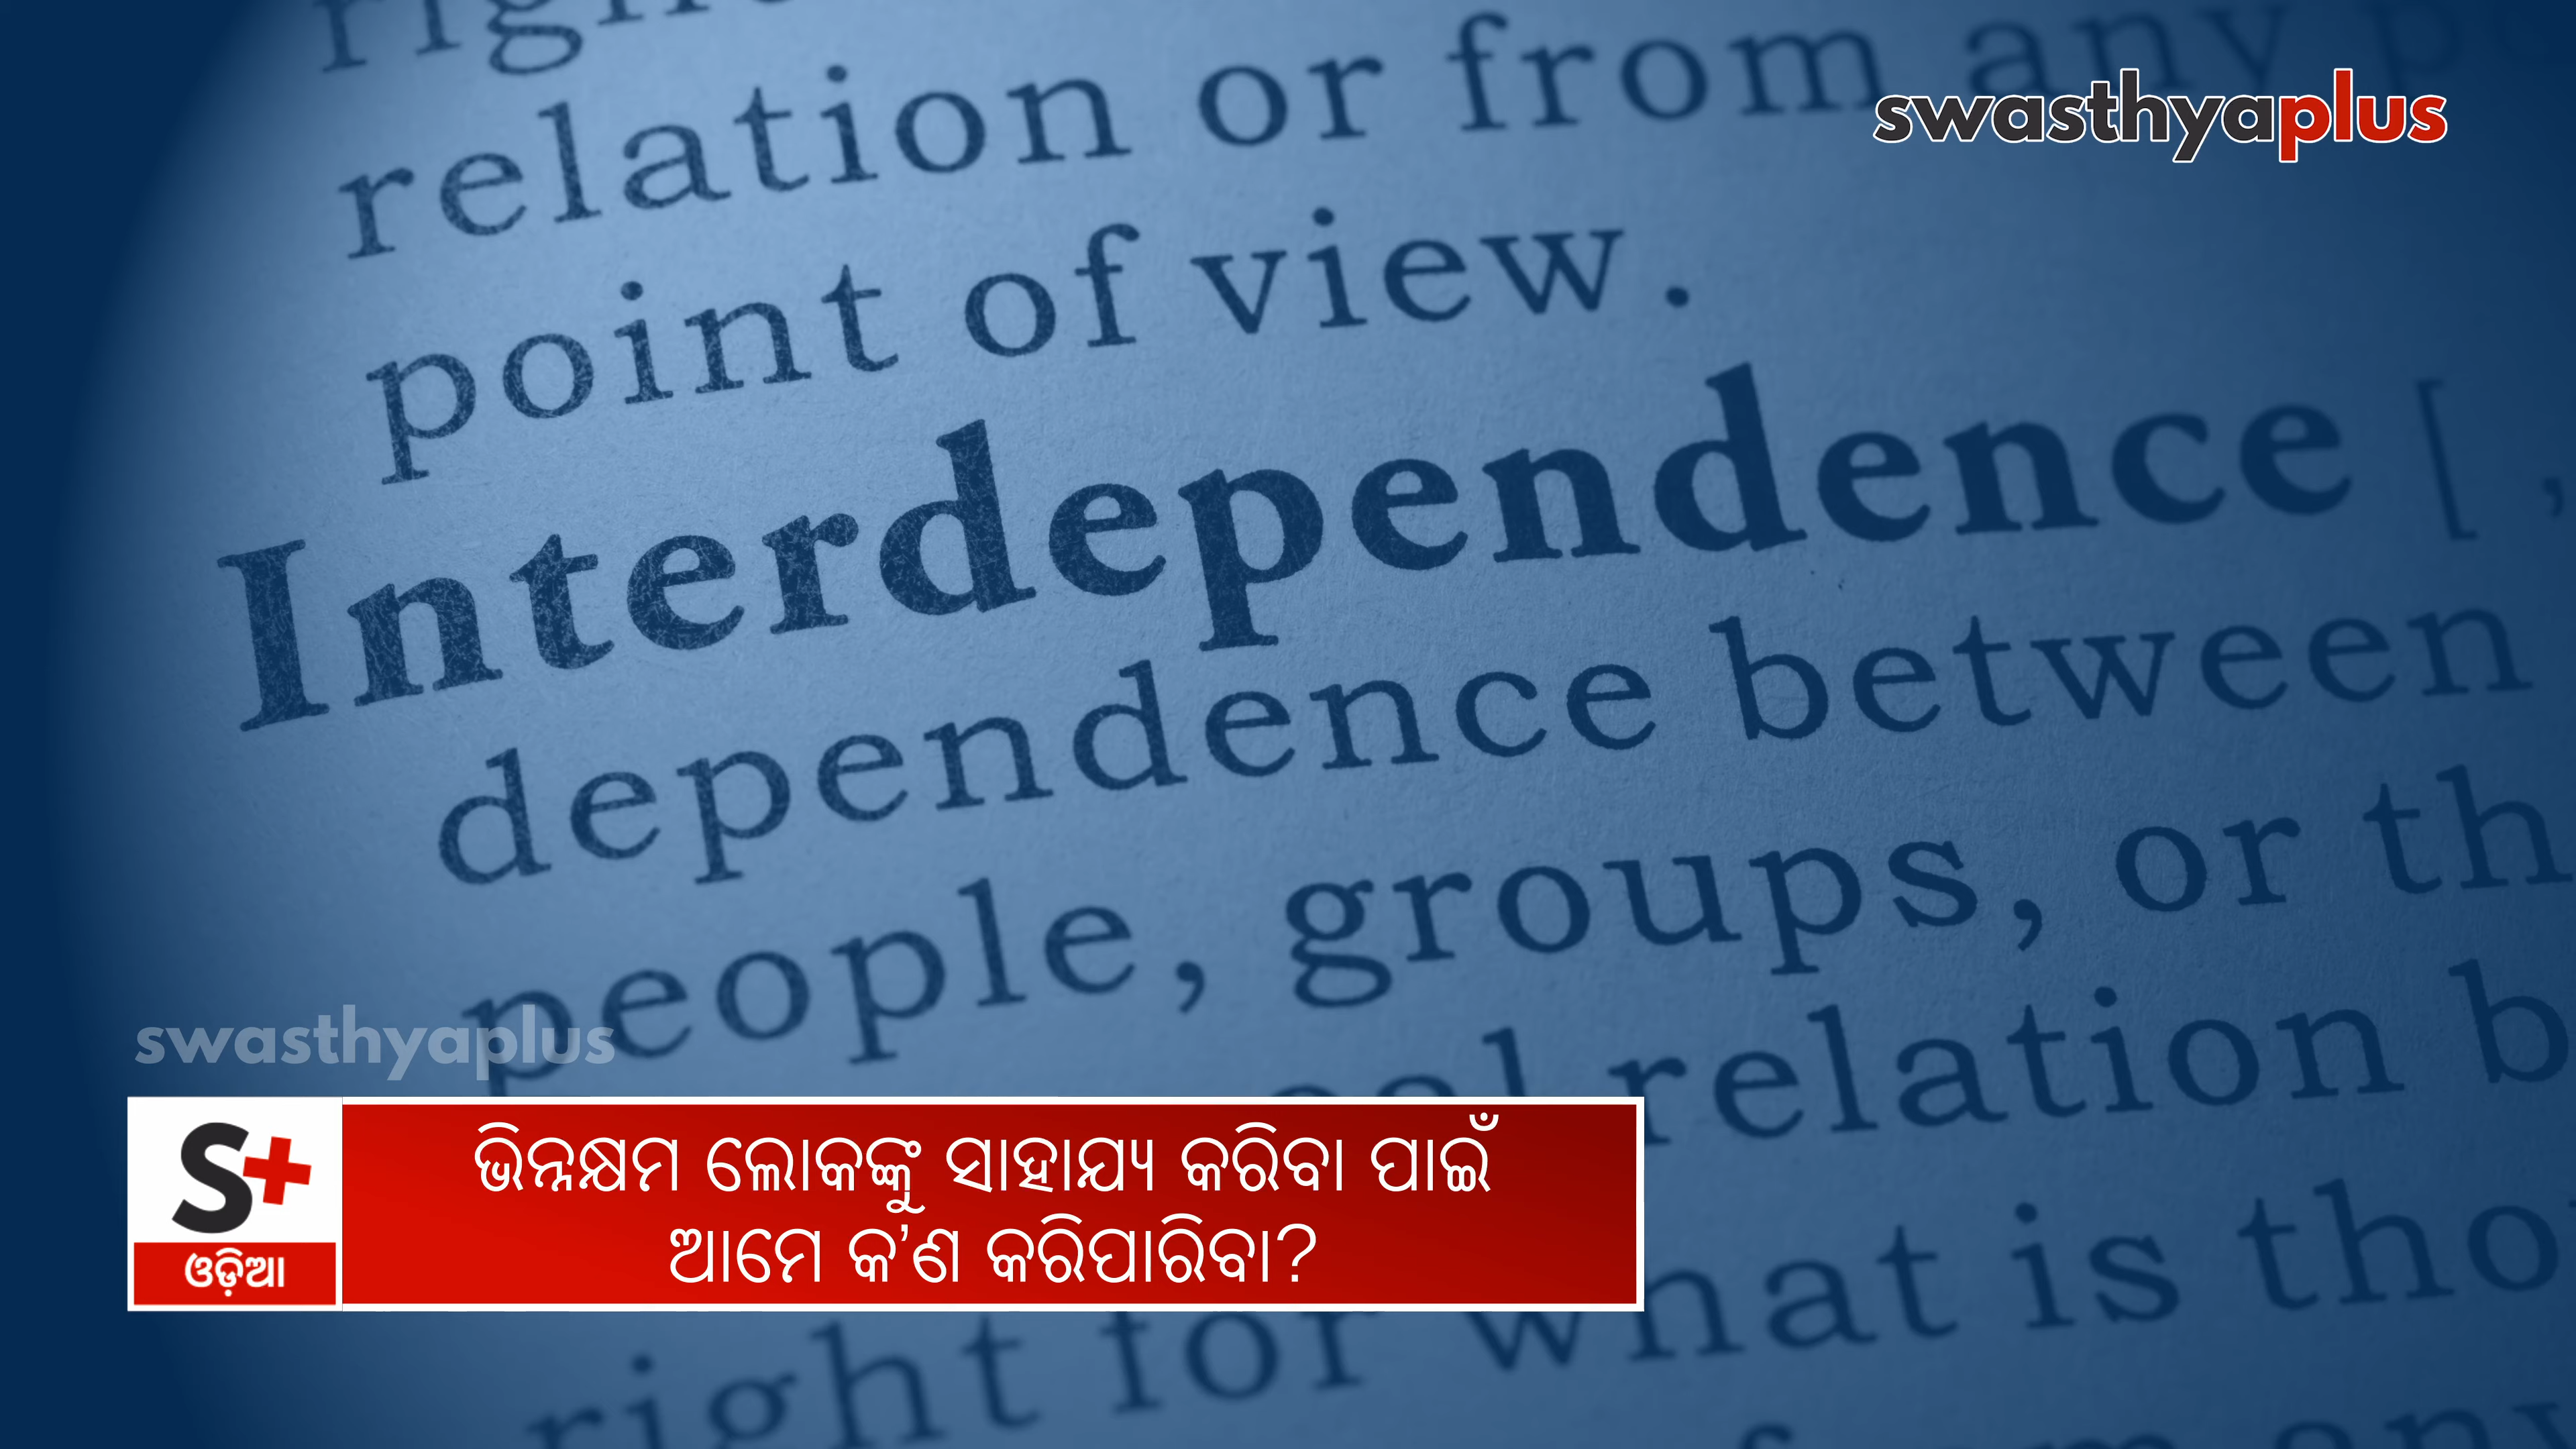 relation or from any
swasthyaplus
point of view.
Interdependence [
dependence between
people, groups, or th
swasthyaplus
relation b
S+
ଓଡ଼ିଆ
ଭିନ୍ନକ୍ଷମ ଲୋକଙ୍କୁ ସାହାଯ୍ୟ କରିବା ପାଇଁ
ଆମେ କ'ଣ କରିପାରିବା?
right for what is tho